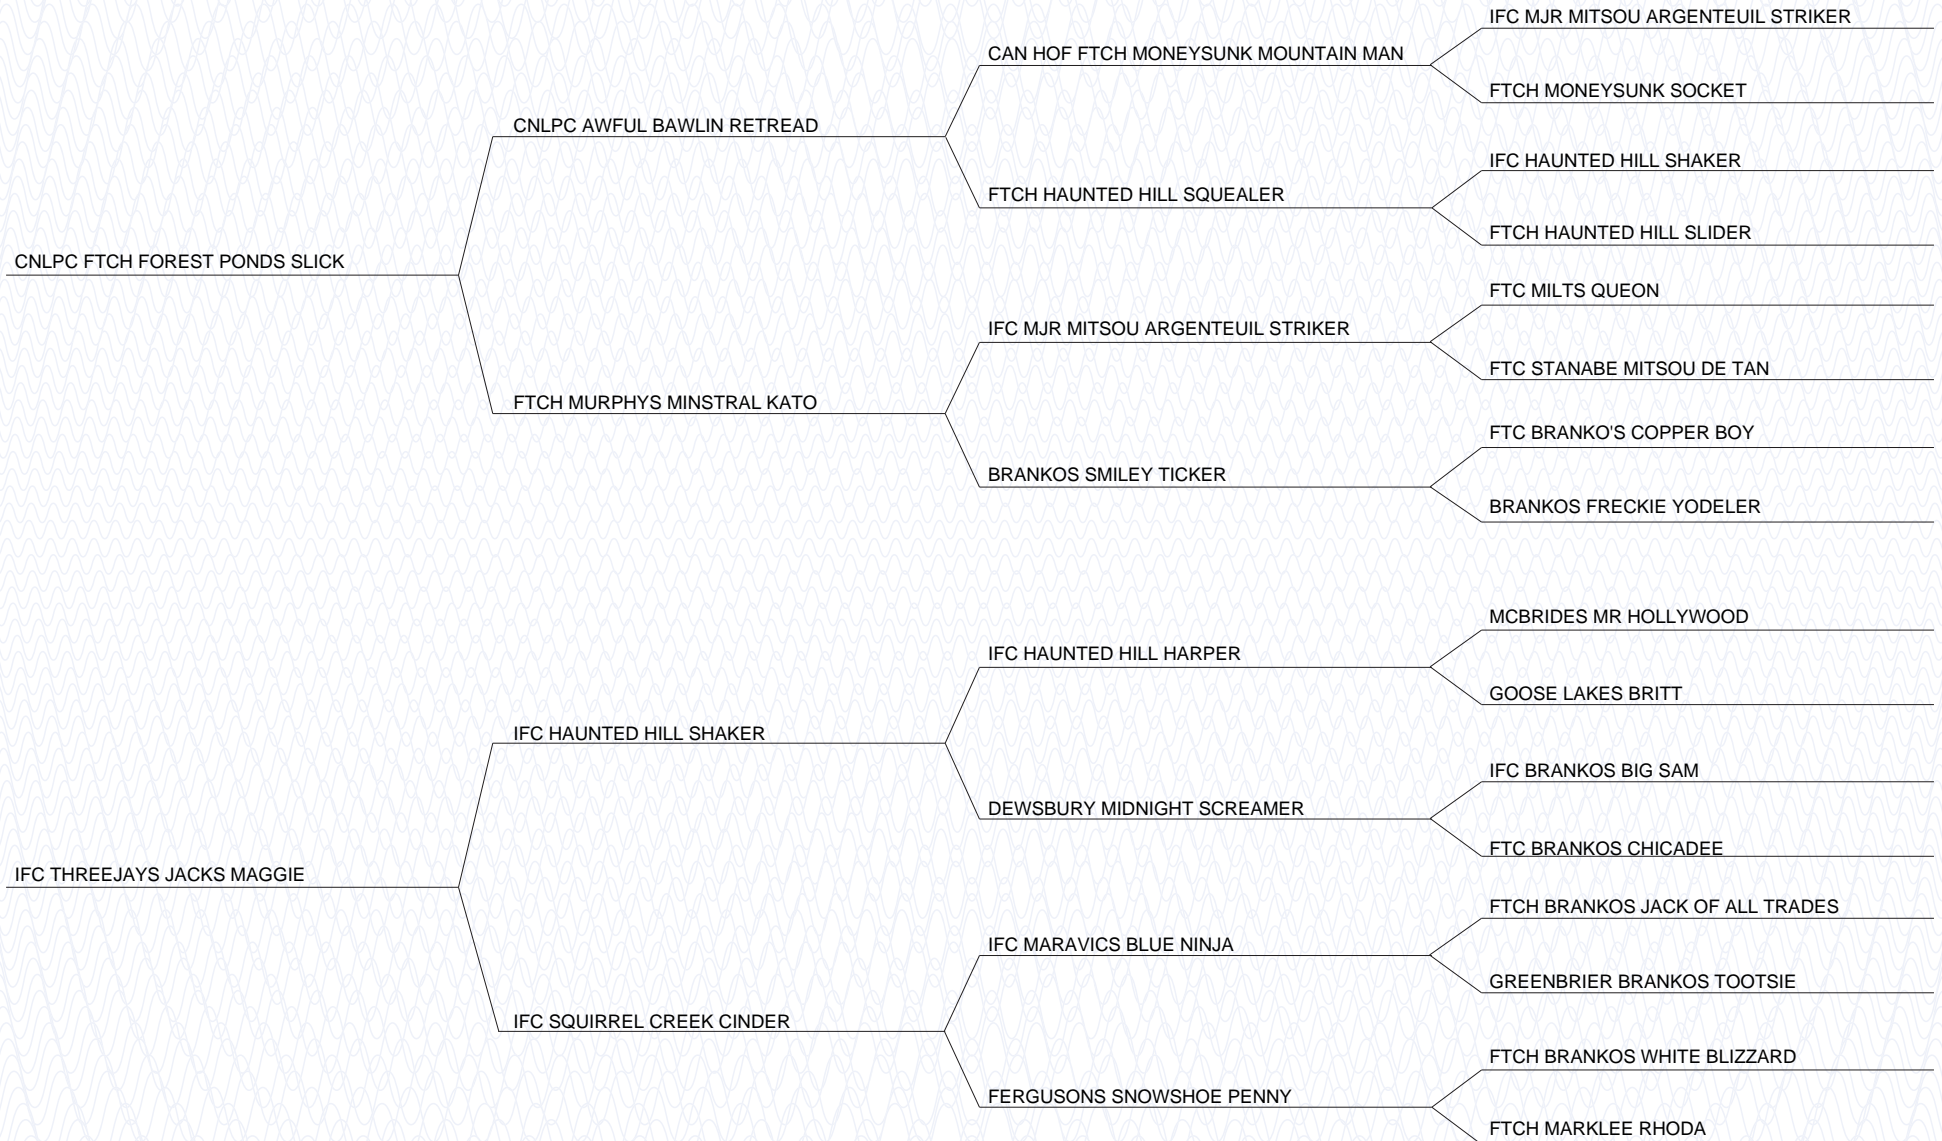 IFC MJR MITSOU ARGENTEUIL STRIKER
CAN HOF FTCH MONEYSUNK MOUNTAIN MAN
FTCH MONEYSUNK SOCKET
CNLPC AWFUL BAWLIN RETREAD
IFC HAUNTED HILL SHAKER
FTCH HAUNTED HILL SQUEALER
FTCH HAUNTED HILL SLIDER
CNLPC FTCH FOREST PONDS SLICK
FTC MILTS QUEON
IFC MJR MITSOU ARGENTEUIL STRIKER
FTC STANABE MITSOU DE TAN
FTCH MURPHYS MINSTRAL KATO
FTC BRANKO'S COPPER BOY
BRANKOS SMILEY TICKER
BRANKOS FRECKIE YODELER
MCBRIDES MR HOLLYWOOD
IFC HAUNTED HILL HARPER
GOOSE LAKES BRITT
IFC HAUNTED HILL SHAKER
IFC BRANKOS BIG SAM
DEWSBURY MIDNIGHT SCREAMER
FTC BRANKOS CHICADEE
IFC THREEJAYS JACKS MAGGIE
FTCH BRANKOS JACK OF ALL TRADES
IFC MARAVICS BLUE NINJA
GREENBRIER BRANKOS TOOTSIE
IFC SQUIRREL CREEK CINDER
FTCH BRANKOS WHITE BLIZZARD
FERGUSONS SNOWSHOE PENNY
FTCH MARKLEE RHODA